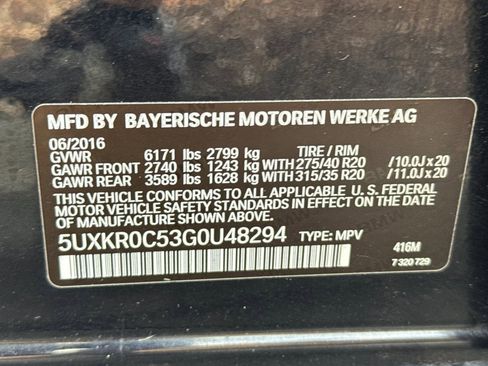 MFD BY BAYERISCHE MOTOREN WERKE AG
06/2016
GVWR 6171 lbs 2799 kg TIRE / RIM
GAWR FRONT 2740 lbs 1243 kg WITH 275/40 R20 /10.0J x 20
GAWR REAR 3589 lbs 1628 kg WITH 315/35 R20 /11.0J x 20
THIS VEHICLE CONFORMS TO ALL APPLICABLE U. S. FEDERAL
MOTOR VEHICLE SAFETY STANDARDS IN EFFECT ON THE DATE
OF MANUFACTURE SHOWN ABOVE.
5UXKR0C53G0U48294 TYPE: MPV 416M
7 320 729